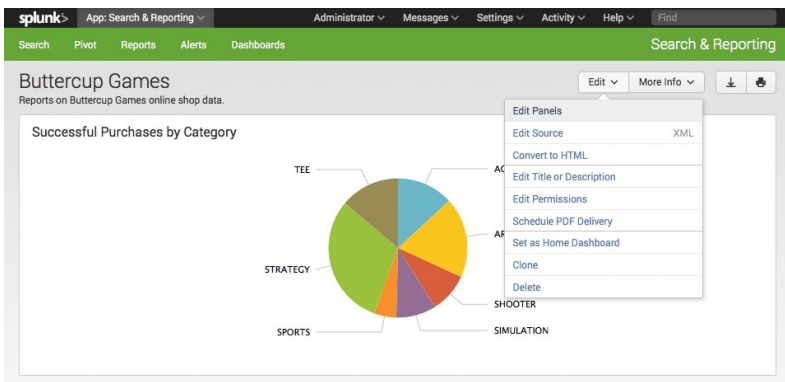 splunk> App: Search & Reporting Administrator Messages Settings Activity Help Find
Search Pivot Reports Alerts Dashboards Search & Reporting
Buttercup Games
Reports on Buttercup Games online shop data.
Edit More Info
Edit Panels
Edit Source XML
Convert to HTML
Edit Title or Description
Edit Permissions
Schedule PDF Delivery
Set as Home Dashboard
Clone
Delete
Successful Purchases by Category
TEE
STRATEGY
SPORTS
SHOOTER
SIMULATION